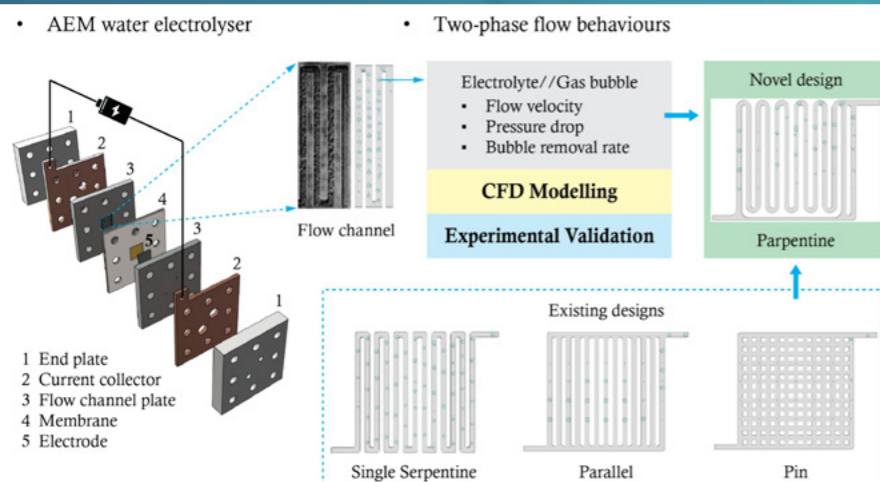 • AEM water electrolyser
• Two-phase flow behaviours
1
2
3
4
5
3
2
1
1 End plate
2 Current collector
3 Flow channel plate
4 Membrane
5 Electrode
Flow channel
Electrolyte//Gas bubble
▪ Flow velocity
▪ Pressure drop
▪ Bubble removal rate
CFD Modelling
Experimental Validation
Novel design
Parpentine
Existing designs
Single Serpentine
Parallel
Pin